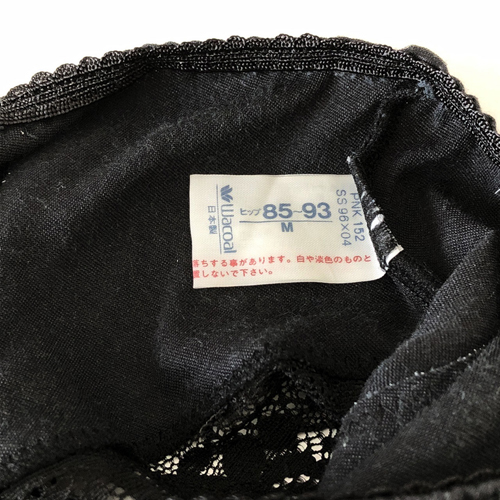 Wacoal
日本製
ヒップ 85~93
M
PNK 152
SS96×04
落ちする事があります。白や淡色のものと
置しないで下さい。